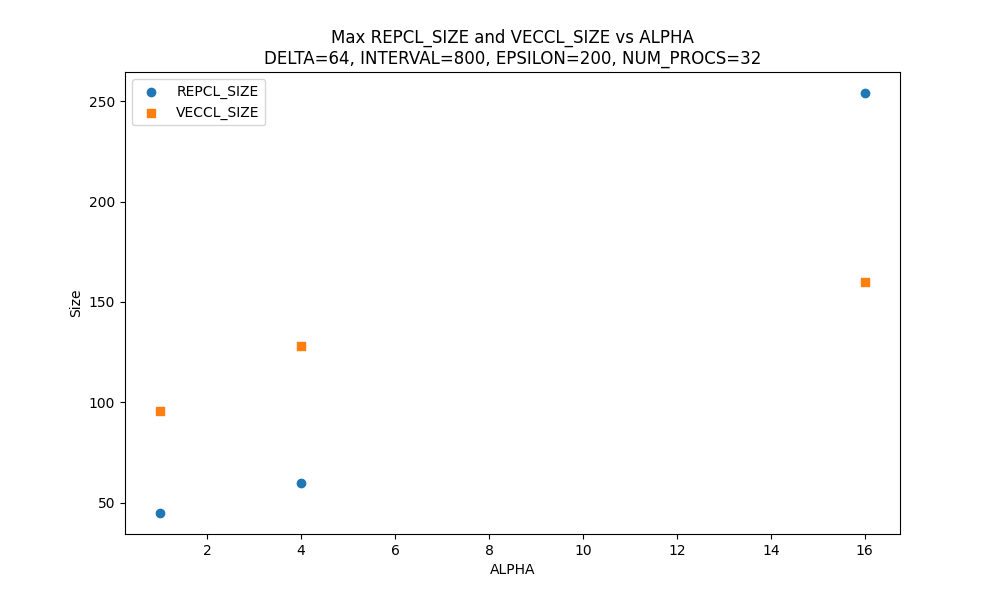 Max REPCL_SIZE and VECCL_SIZE vs ALPHA
DELTA=64, INTERVAL=800, EPSILON=200, NUM_PROCS=32
REPCL_SIZE
VECCL_SIZE
250
200
150
100
50
Size
2 4 6 8 10 12 14 16
ALPHA